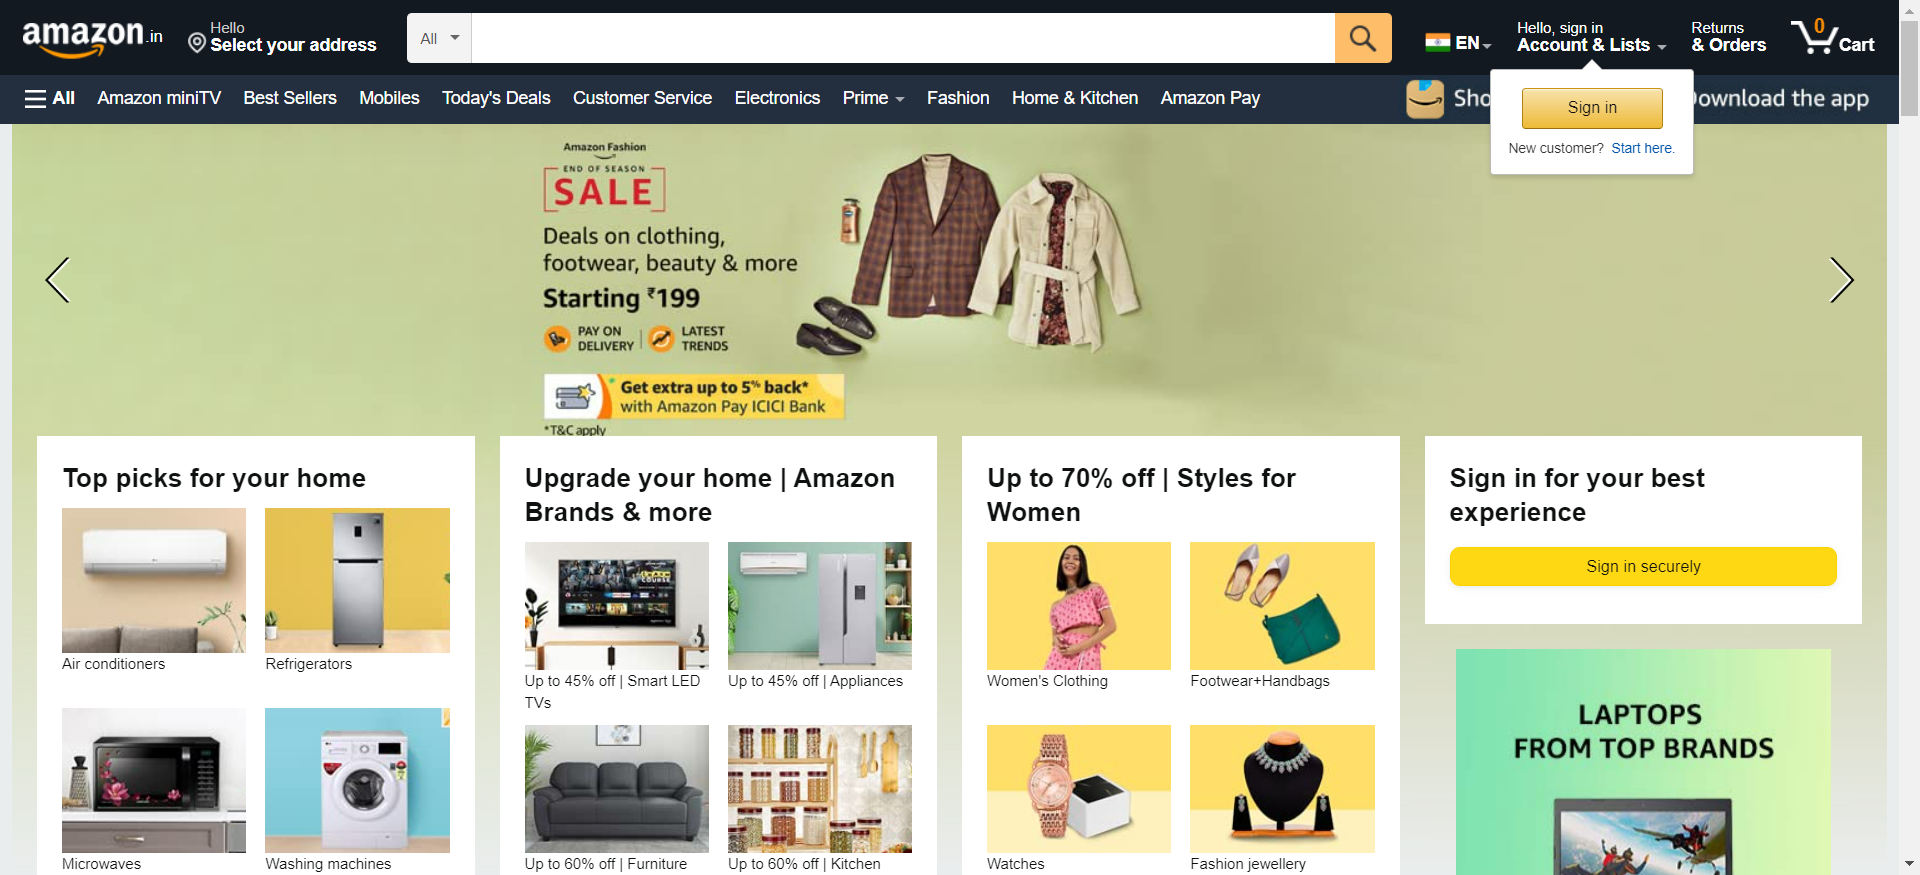 amazon.in
Hello
Select your address
All
EN
Hello, sign in
Account & Lists
Returns
& Orders
0
Cart
All
Amazon miniTV
Best Sellers
Mobiles
Today's Deals
Customer Service
Electronics
Prime
Fashion
Home & Kitchen
Amazon Pay
Sho
ownload the app
Sign in
New customer? Start here.
Amazon Fashion
END OF SEASON
SALE
Deals on clothing,
footwear, beauty & more
Starting ₹199
PAY ON
DELIVERY
LATEST
TRENDS
Get extra up to 5% back*
with Amazon Pay ICICI Bank
*T&C apply
Top picks for your home
Air conditioners
Refrigerators
Microwaves
Washing machines
Upgrade your home | Amazon
Brands & more
Up to 45% off | Smart LED
TVs
Up to 45% off | Appliances
Up to 60% off | Furniture
Up to 60% off | Kitchen
Up to 70% off | Styles for
Women
Women's Clothing
Footwear+Handbags
Watches
Fashion jewellery
Sign in for your best
experience
Sign in securely
LAPTOPS
FROM TOP BRANDS